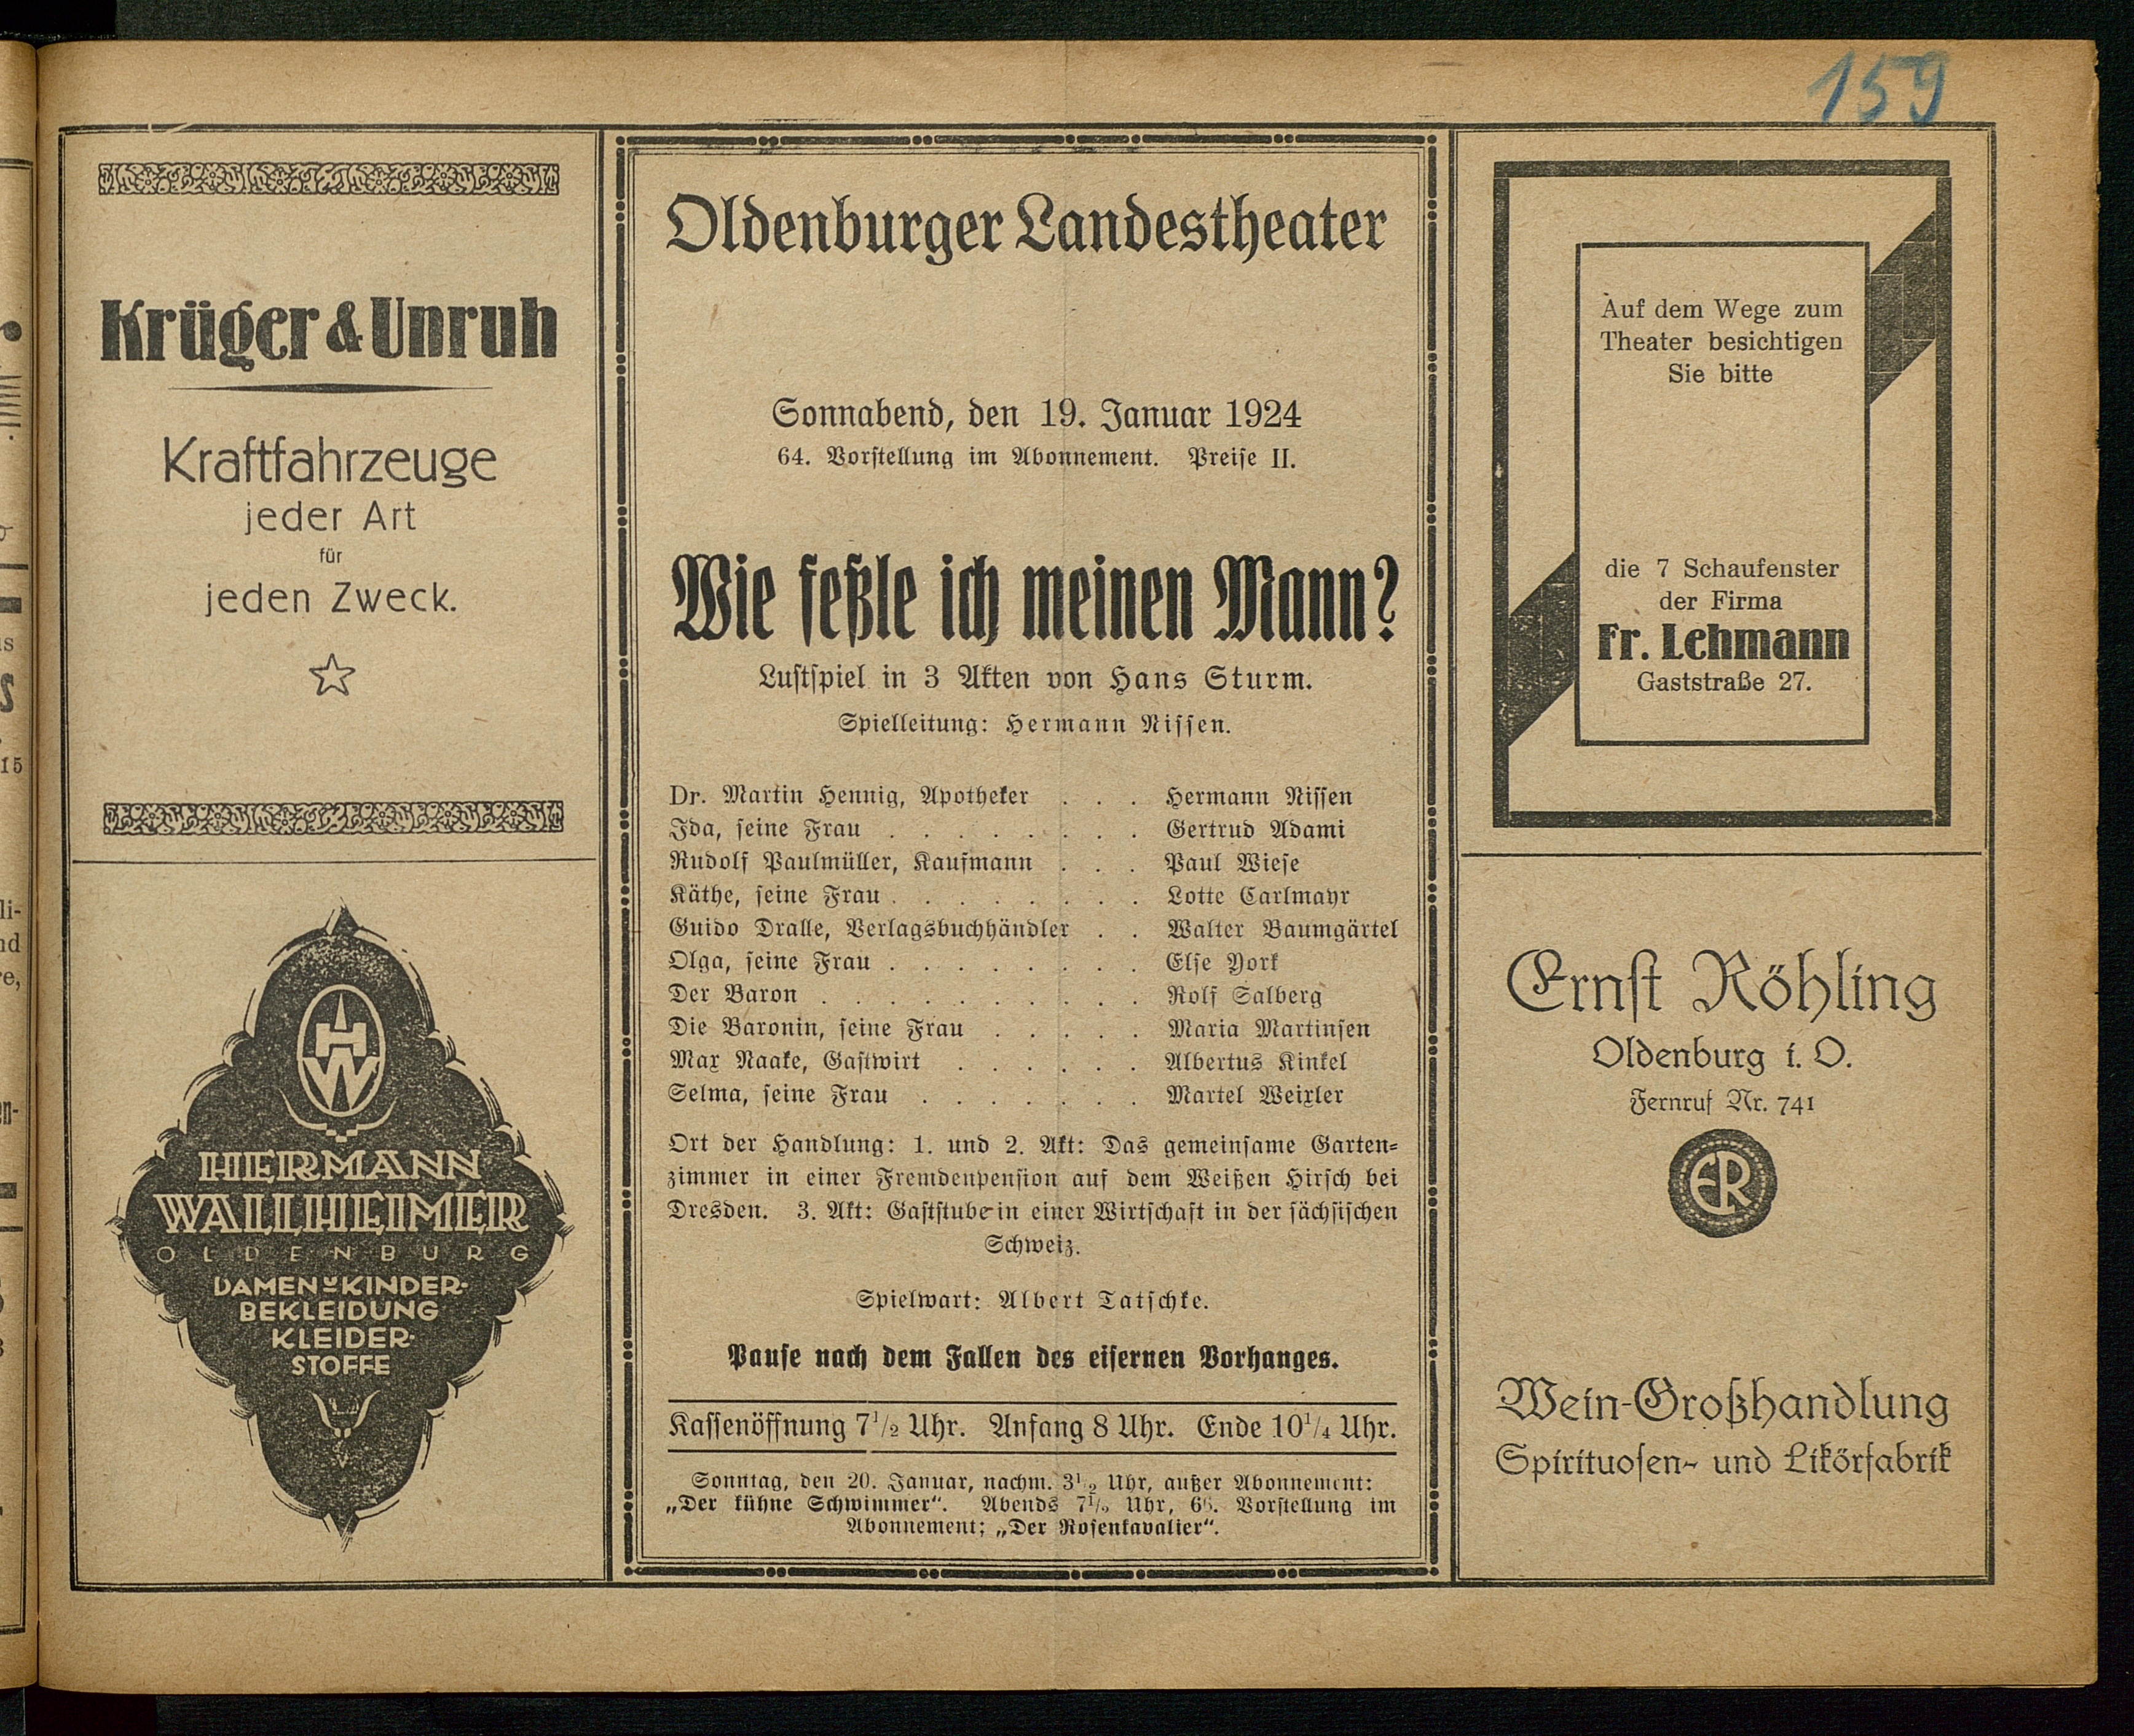 159
Krüger & Unruh
Kraftfahrzeuge
jeder Art
für
jeden Zweck.
HW
HERMANN
WALLHEIMER
OLDENBURG
DAMEN U KINDER-
BEKLEIDUNG
KLEIDER-
STOFFE
Oldenburger Landestheater
Sonnabend, den 19. Januar 1924
64. Vorstellung im Abonnement. Preise II.
Wie feßle ich meinen Mann?
Lustspiel in 3 Akten von Hans Sturm.
Spielleitung: Hermann Nissen.
Dr. Martin Hennig, Apotheker . . . Hermann Nissen
Ida, seine Frau . . . . . . . . Gertrud Adami
Rudolf Paulmüller, Kaufmann . . . Paul Wiese
Käthe, seine Frau . . . . . . . . Lotte Carlmayr
Guido Dralle, Verlagsbuchhändler . . Walter Baumgärtel
Olga, seine Frau . . . . . . . . Else York
Der Baron . . . . . . . . . . Rolf Salberg
Die Baronin, seine Frau . . . . . Maria Martinsen
Max Naake, Gastwirt . . . . . . Albertus Kinkel
Selma, seine Frau . . . . . . . Martel Weixler
Ort der Handlung: 1. und 2. Akt: Das gemeinsame Garten-
zimmer in einer Fremdenpension auf dem Weißen Hirsch bei
Dresden. 3. Akt: Gaststube in einer Wirtschaft in der sächsischen
Schweiz.
Spielwart: Albert Tatschke.
Pause nach dem Fallen des eisernen Vorhanges.
Kassenöffnung 7 1/2 Uhr. Anfang 8 Uhr. Ende 10 1/4 Uhr.
Sonntag, den 20. Januar, nachm. 3 1/2 Uhr, außer Abonnement:
„Der kühne Schwimmer“. Abends 7 1/2 Uhr, Vorstellung im
Abonnement; „Der Rosenkavalier“.
Auf dem Wege zum
Theater besichtigen
Sie bitte
die 7 Schaufenster
der Firma
Fr. Lehmann
Gaststraße 27.
Ernst Röhling
Oldenburg i. O.
Fernruf Nr. 741
ER
Wein-Großhandlung
Spirituosen- und Likörfabrik